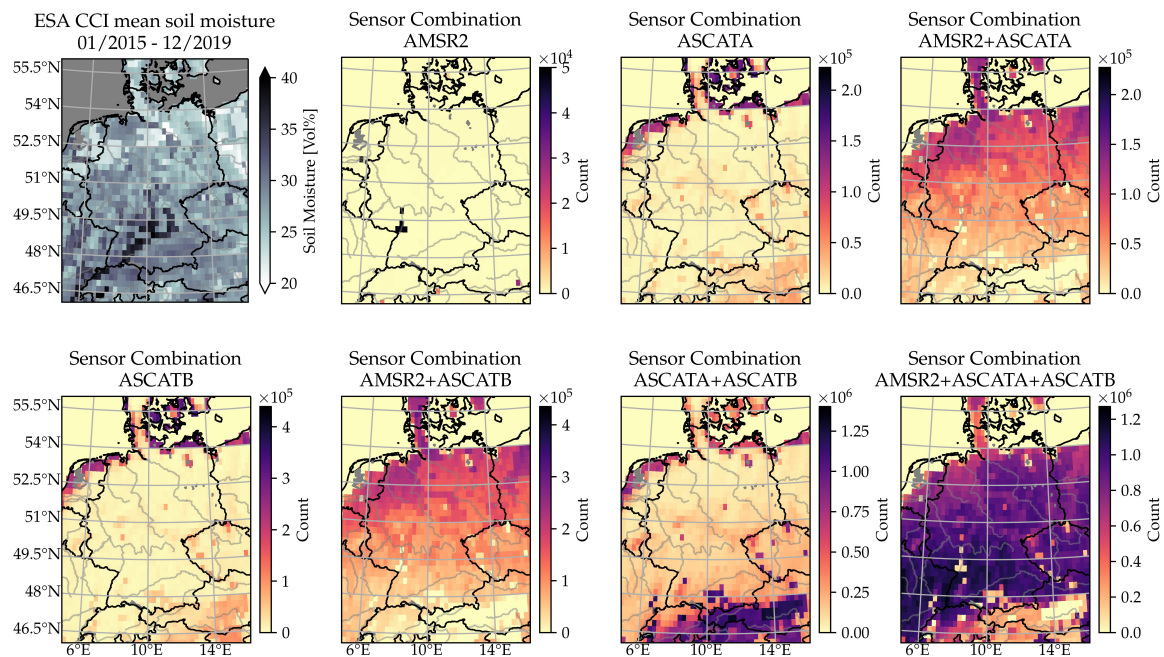 ESA CCI mean soil moisture
01/2015 - 12/2019
55.5°N
54°N
52.5°N
51°N
49.5°N
48°N
46.5°N
40
35
30
25
20
Soil Moisture [Vol%]
Sensor Combination
AMSR2
×10⁴
5
4
3
2
1
0
Count
Sensor Combination
ASCATA
×10⁵
2.0
1.5
1.0
0.5
0.0
Count
Sensor Combination
AMSR2+ASCATA
×10⁵
2.0
1.5
1.0
0.5
0.0
Count
Sensor Combination
ASCATB
55.5°N
54°N
52.5°N
51°N
49.5°N
48°N
46.5°N
6°E
10°E
14°E
×10⁵
4
3
2
1
0
Count
Sensor Combination
AMSR2+ASCATB
6°E
10°E
14°E
×10⁵
4
3
2
1
0
Count
Sensor Combination
ASCATA+ASCATB
6°E
10°E
14°E
×10⁶
1.25
1.00
0.75
0.50
0.25
0.00
Count
Sensor Combination
AMSR2+ASCATA+ASCATB
6°E
10°E
14°E
×10⁶
1.2
1.0
0.8
0.6
0.4
0.2
0.0
Count